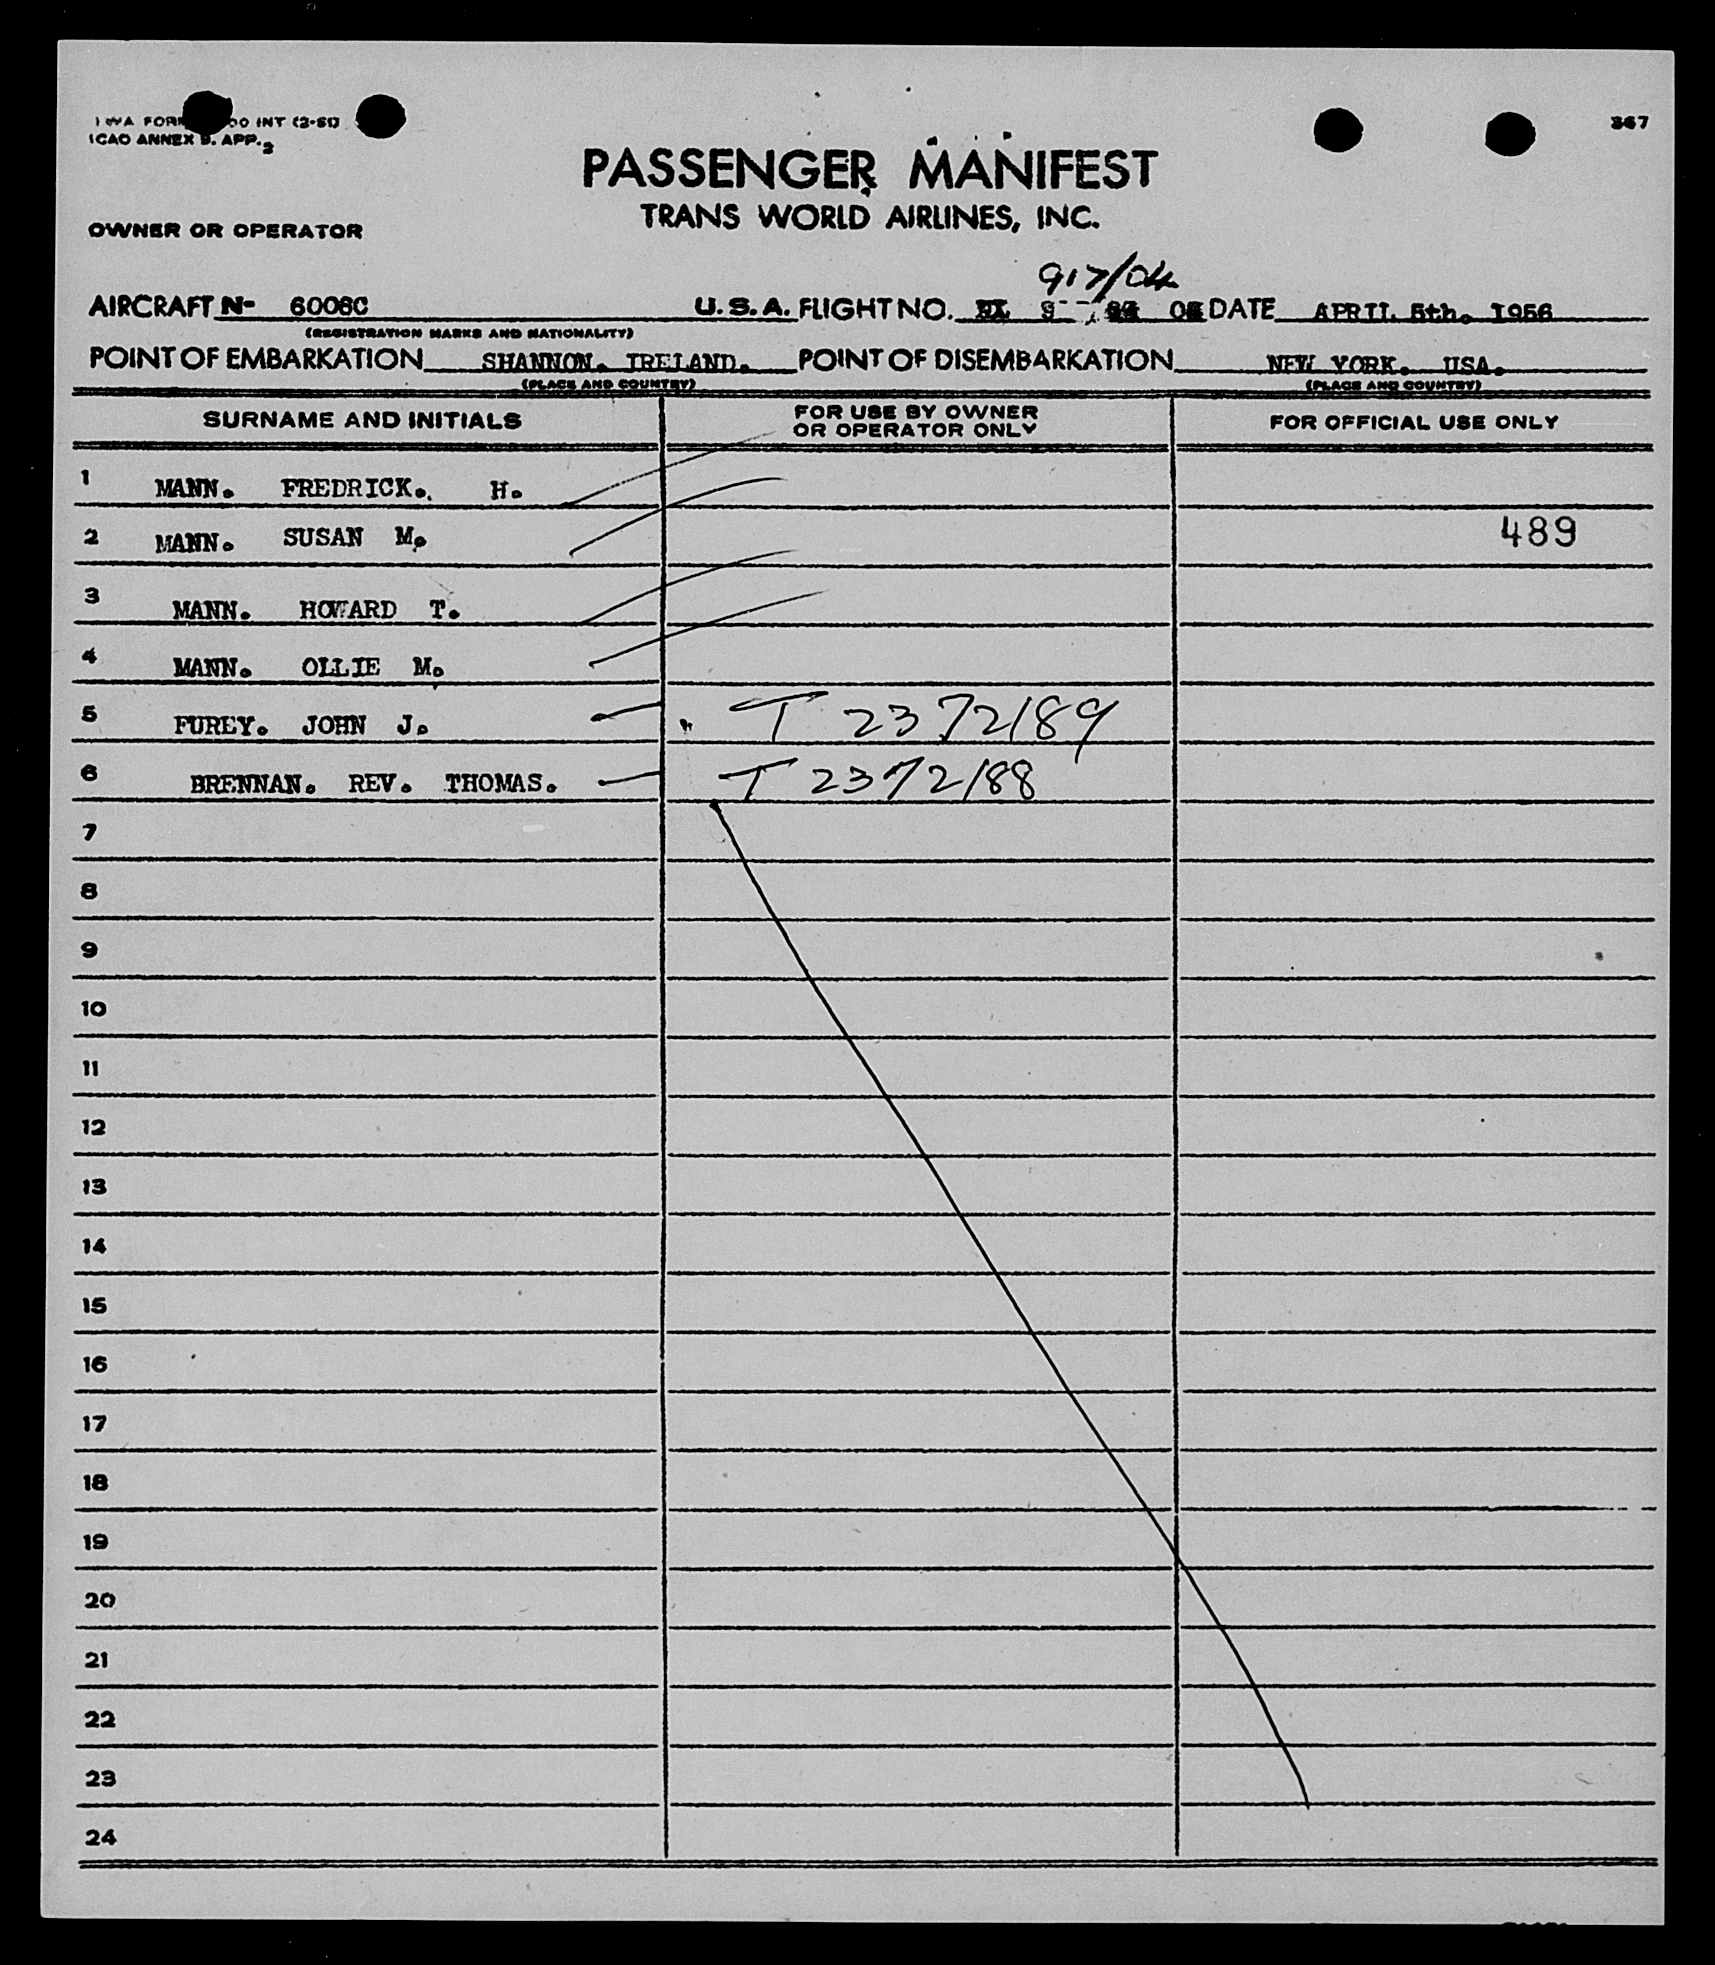 367
ICAO ANNEX 9. APP. 2
PASSENGER MANIFEST
TRANS WORLD AIRLINES, INC.
OWNER OR OPERATOR
917/04
AIRCRAFT Nº 6006C U.S.A. FLIGHT NO. DATE APRIL 5th. 1956
(REGISTRATION MARKS AND NATIONALITY)
POINT OF EMBARKATION SHANNON. IRELAND. POINT OF DISEMBARKATION NEW YORK. USA.
(PLACE AND COUNTRY) (PLACE AND COUNTRY)
SURNAME AND INITIALS FOR USE BY OWNER OR OPERATOR ONLY FOR OFFICIAL USE ONLY
1 MANN. FREDRICK. H.
2 MANN. SUSAN M. 489
3 MANN. HOWARD T.
4 MANN. OLLIE M.
5 FUREY. JOHN J. T 2372189
6 BRENNAN. REV. THOMAS. T 2372188
7
8
9
10
11
12
13
14
15
16
17
18
19
20
21
22
23
24